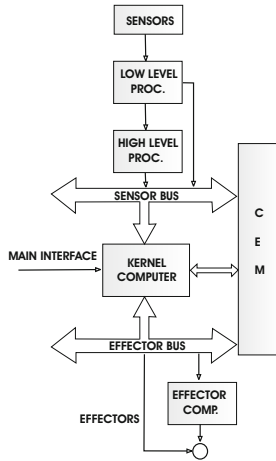 SENSORS
LOW LEVEL
PROC.
HIGH LEVEL
PROC.
SENSOR BUS
C
E
M
MAIN INTERFACE
KERNEL
COMPUTER
EFFECTOR BUS
EFFECTOR
COMP.
EFFECTORS